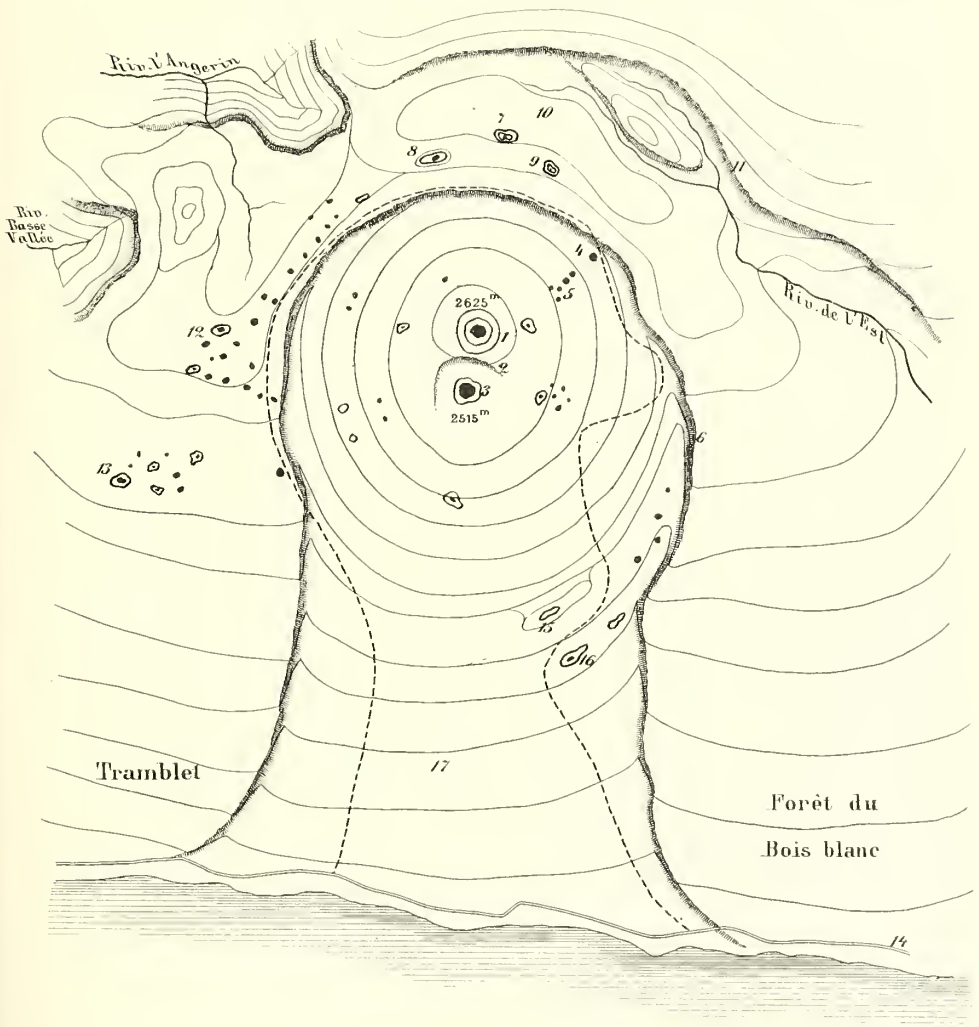 Riv. l'Angerin
10
7
11
8
9
Riv.
Basse
Vallée
4
5
Riv. de l'Est
2625m
12
1
2
3
2515m
6
13
15
16
Tramblet
17
Forêt du
Bois blanc
14